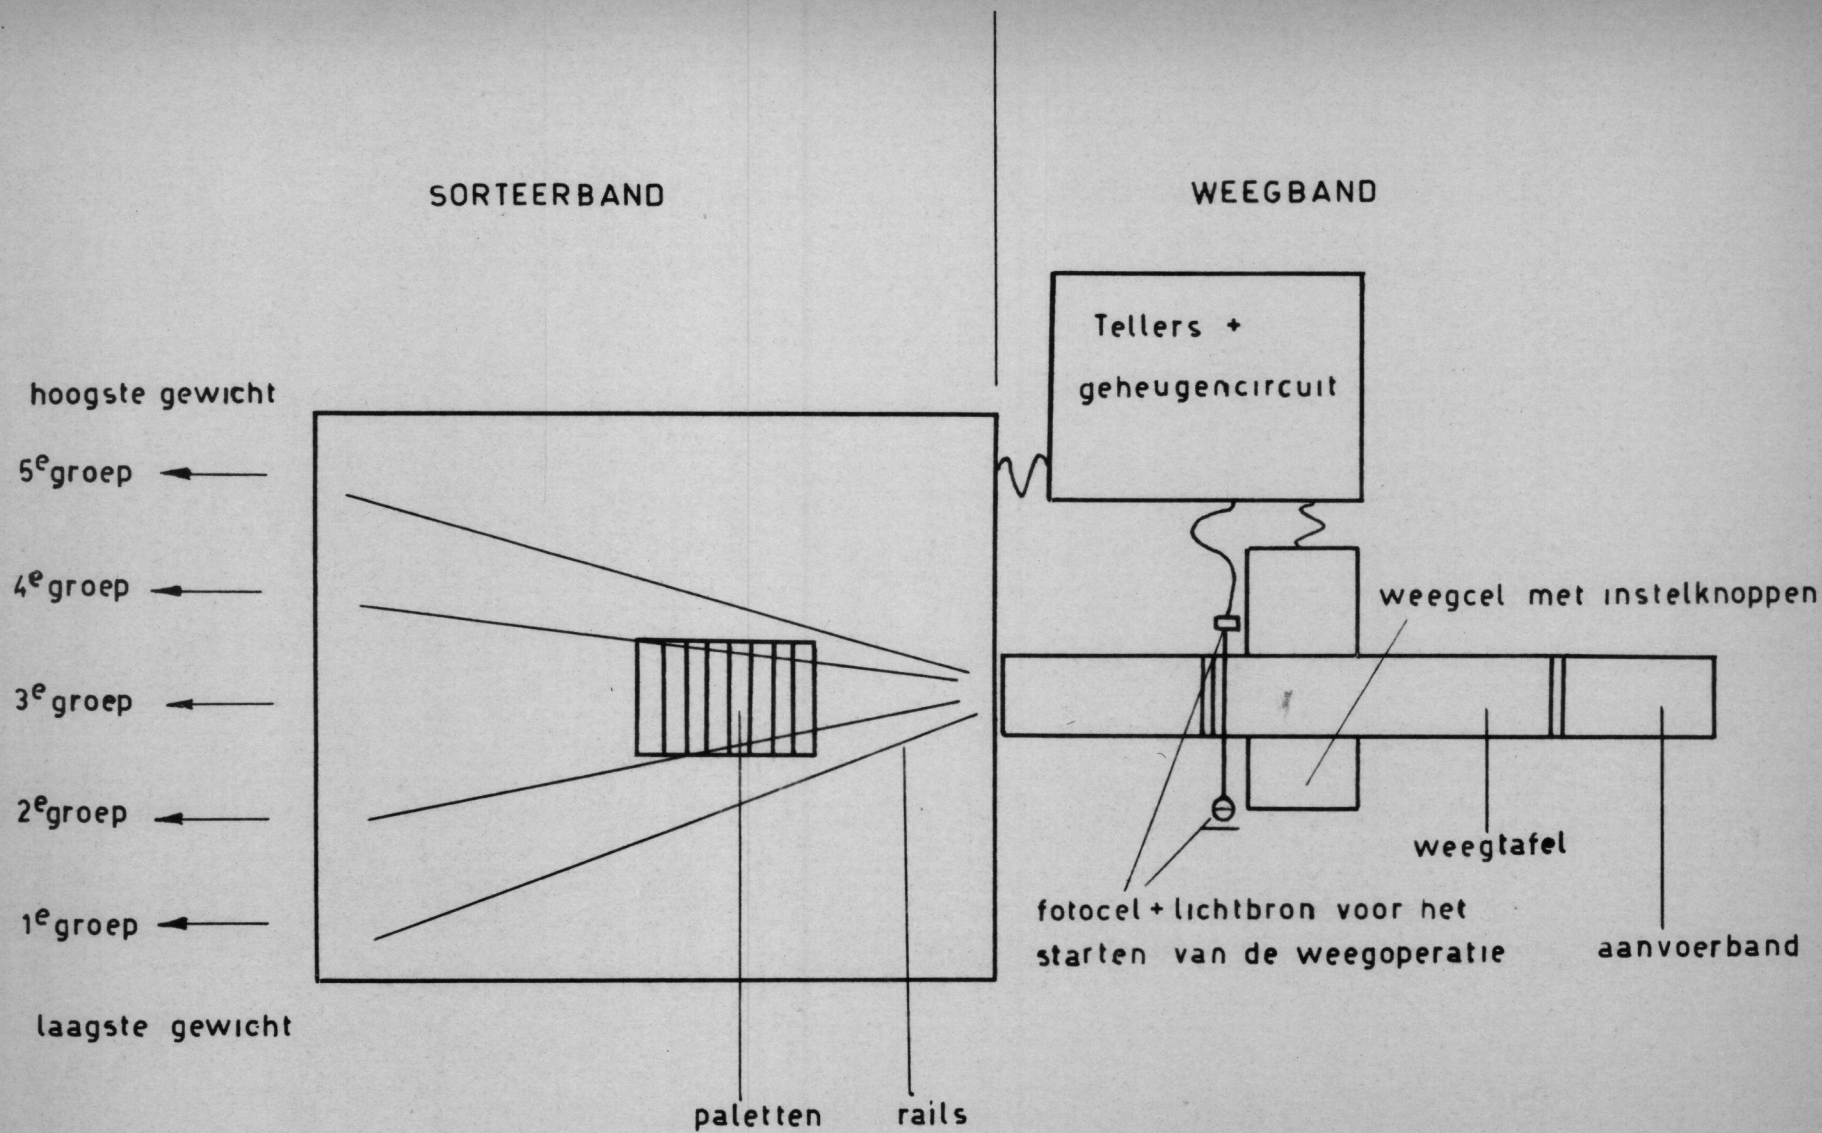 SORTEERBAND
WEEGBAND
Tellers +
geheugencircuit
hoogste gewicht
5e groep
4e groep
3e groep
2e groep
1e groep
laagste gewicht
weegcel met instelknoppen
weegtafel
fotocel + lichtbron voor het
starten van de weegoperatie
aanvoerband
paletten
rails